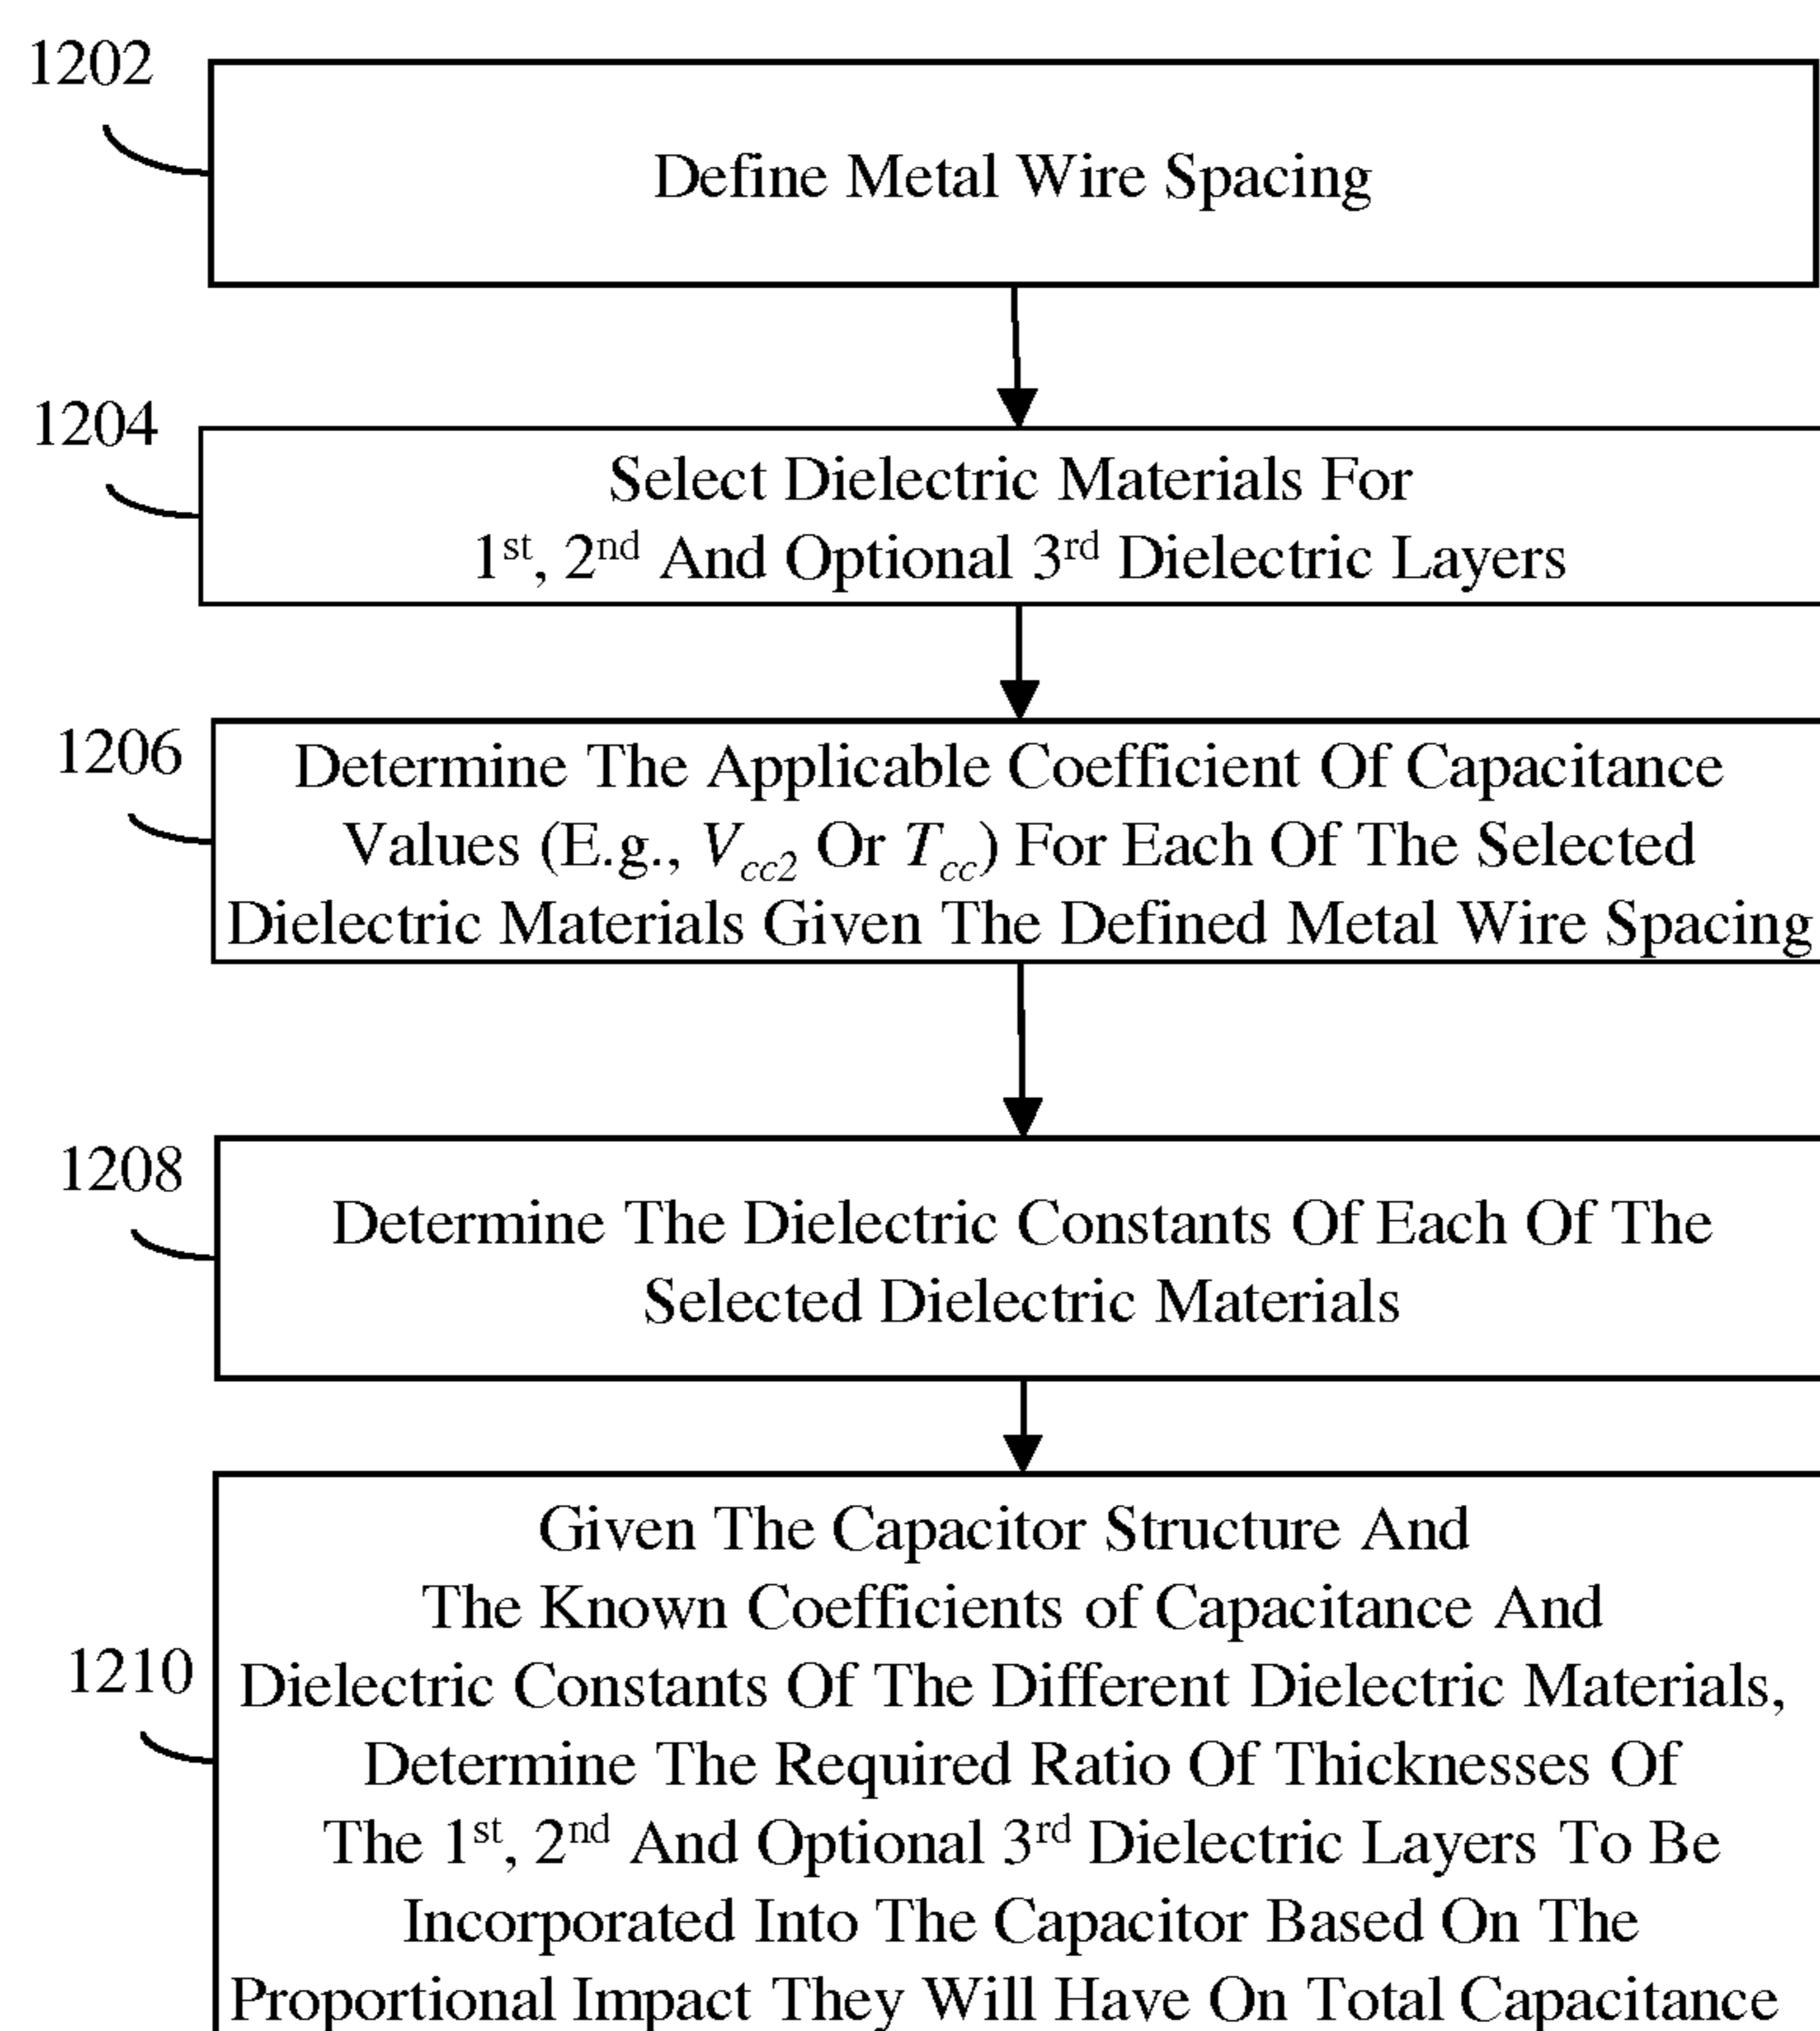 1202
Define Metal Wire Spacing
1204
Select Dielectric Materials For
1st, 2nd And Optional 3rd Dielectric Layers
1206
Determine The Applicable Coefficient Of Capacitance
Values (E.g., Vcc2 Or Tcc) For Each Of The Selected
Dielectric Materials Given The Defined Metal Wire Spacing
1208
Determine The Dielectric Constants Of Each Of The
Selected Dielectric Materials
1210
Given The Capacitor Structure And
The Known Coefficients of Capacitance And
Dielectric Constants Of The Different Dielectric Materials,
Determine The Required Ratio Of Thicknesses Of
The 1st, 2nd And Optional 3rd Dielectric Layers To Be
Incorporated Into The Capacitor Based On The
Proportional Impact They Will Have On Total Capacitance